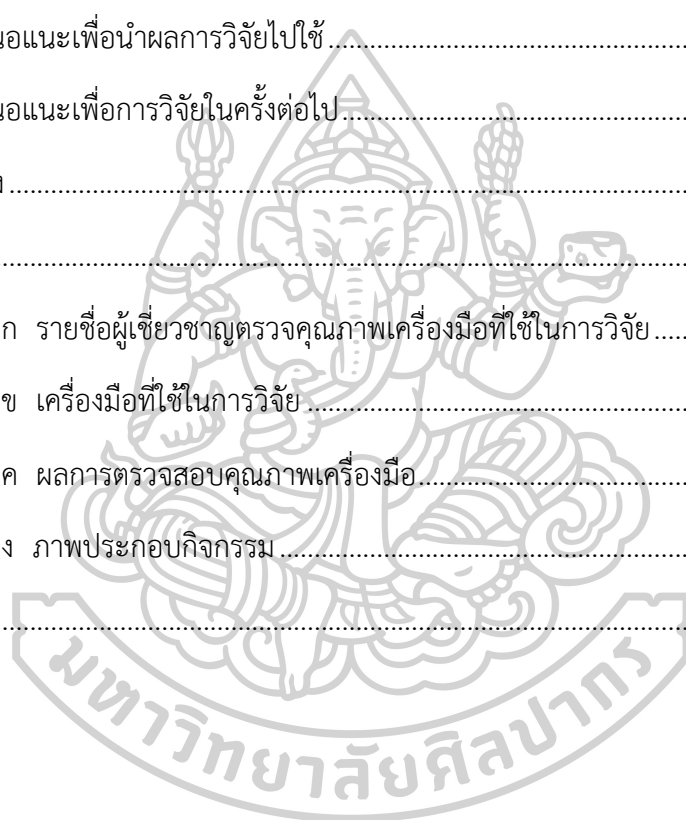 นอแนะเพื่อนำผลการวิจัยไปใช้................................................
นอแนะเพื่อการวิจัยในครั้งต่อไป..............................................
ง ..........................................................................................
..........................................................................................
ก รายชื่อผู้เชี่ยวชาญตรวจคุณภาพเครื่องมือที่ใช้ในการวิจัย.....
ข เครื่องมือที่ใช้ในการวิจัย ...................................................
ค ผลการตรวจสอบคุณภาพเครื่องมือ....................................
ง ภาพประกอบกิจกรรม .......................................................
..........................................................................................
มหาวิทยาลัยศิลปากร